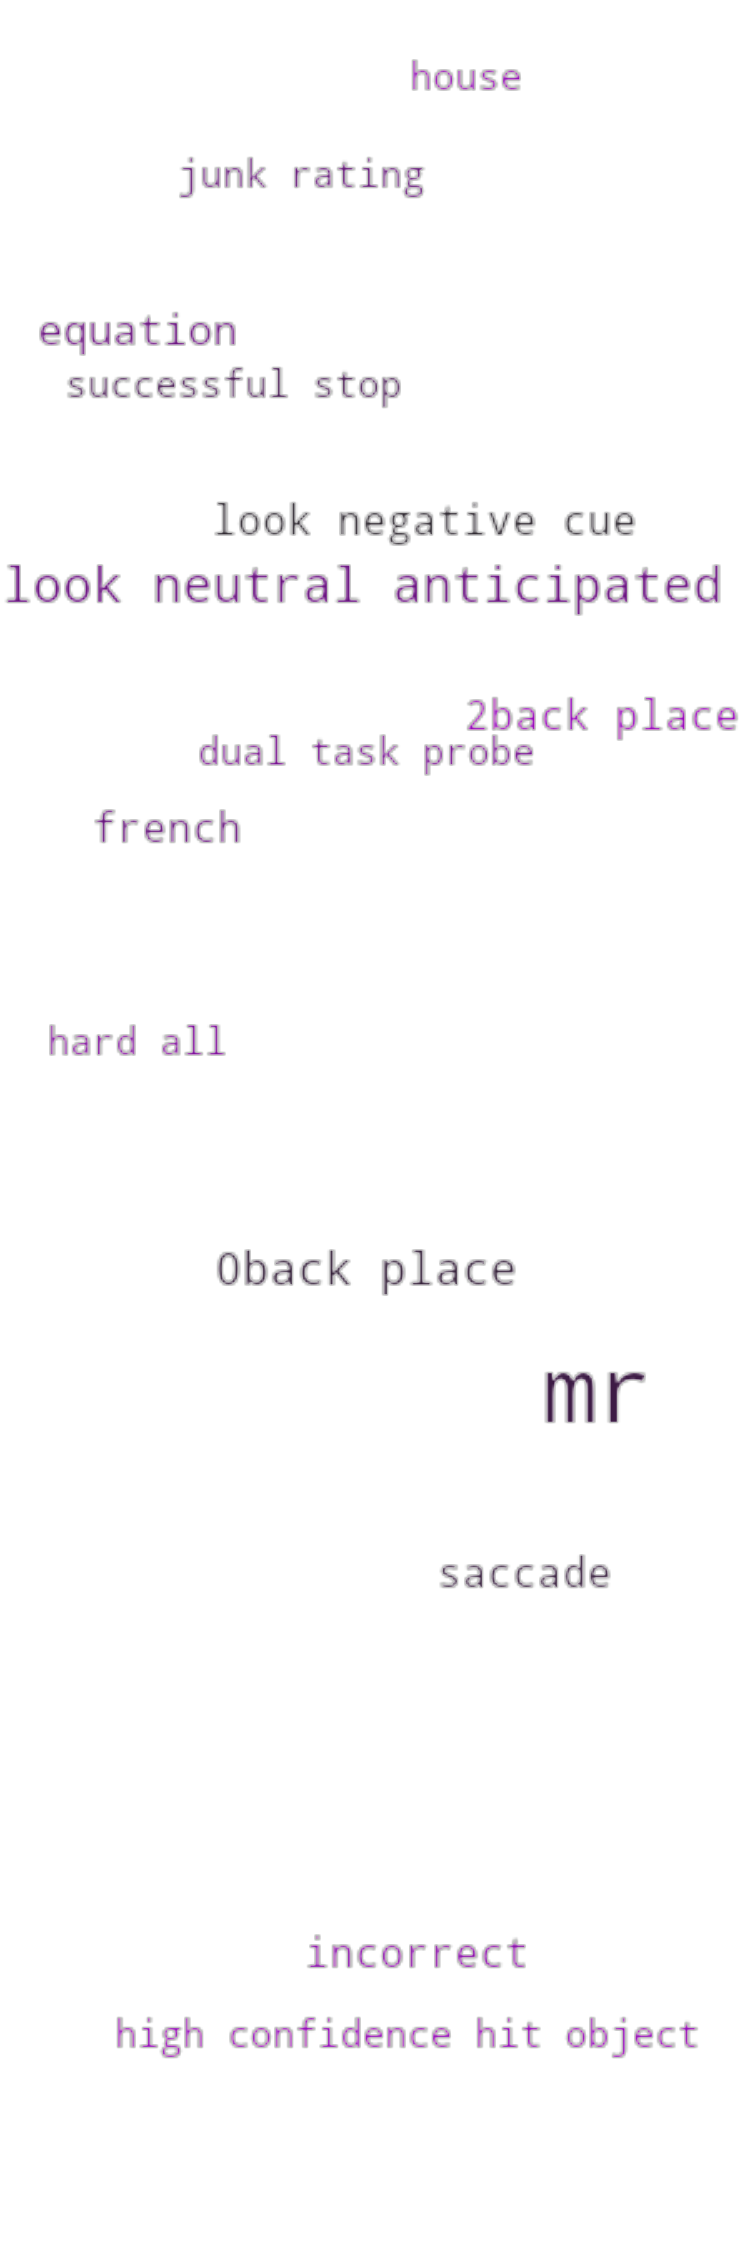 house
junk rating
equation
successful stop
look negative cue
look neutral anticipated
2back place
dual task probe
french
hard all
0back place
mr
saccade
incorrect
high confidence hit object